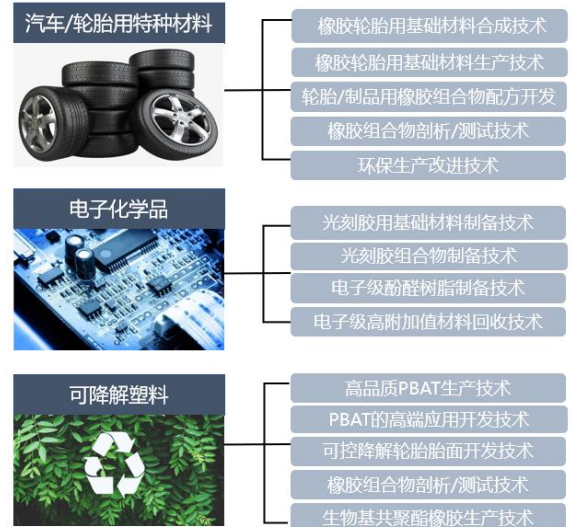 汽车/轮胎用特种材料
橡胶轮胎用基础材料合成技术
橡胶轮胎用基础材料生产技术
轮胎/制品用橡胶组合物配方开发
橡胶组合物剖析/测试技术
环保生产改进技术
电子化学品
光刻胶用基础材料制备技术
光刻胶组合物制备技术
电子级酚醛树脂制备技术
电子级高附加值材料回收技术
可降解塑料
高品质PBAT生产技术
PBAT的高端应用开发技术
可控降解轮胎胎面开发技术
橡胶组合物剖析/测试技术
生物基共聚酯橡胶生产技术